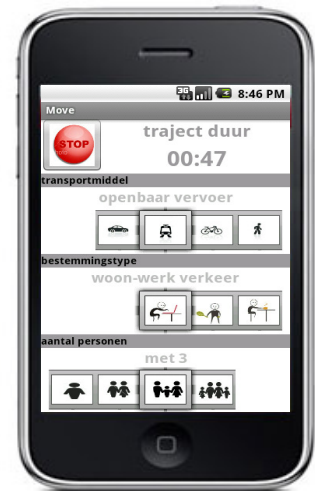 3G
8:46 PM
Move
STOP
traject duur
00:47
transportmiddel
openbaar vervoer
bestemmingstype
woon-werk verkeer
aantal personen
met 3